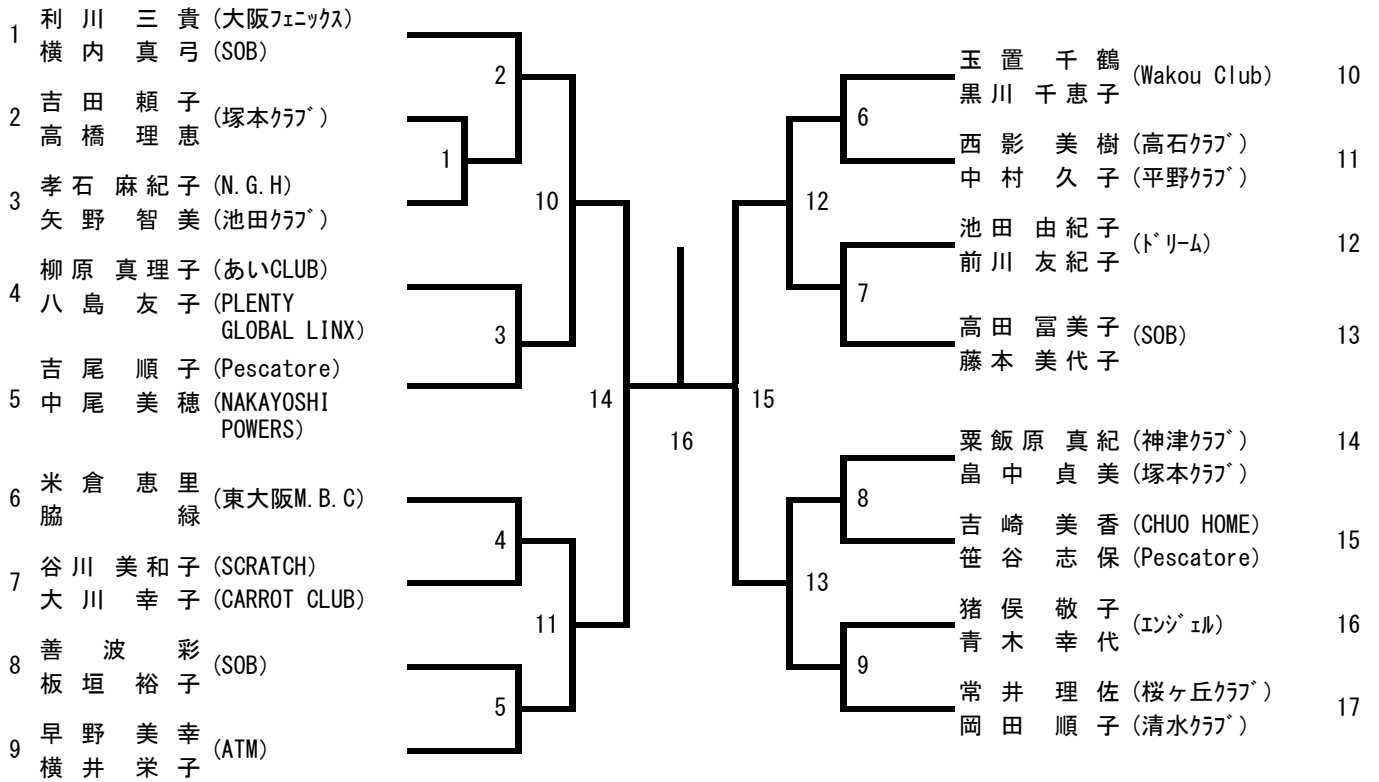 1 利川 三貴 (大阪ﾌｪﾆｯｸｽ)
横内 真弓 (SOB)
2 吉田 頼子 (塚本ｸﾗﾌﾞ)
高橋 理恵
3 孝石 麻紀子 (N.G.H)
矢野 智美 (池田ｸﾗﾌﾞ)
4 柳原 真理子 (あいCLUB)
八島 友子 (PLENTY
GLOBAL LINX)
5 吉尾 順子 (Pescatore)
中尾 美穂 (NAKAYOSHI
POWERS)
6 米倉 恵里 (東大阪M.B.C)
脇 緑
7 谷川 美和子 (SCRATCH)
大川 幸子 (CARROT CLUB)
8 善波 彩 (SOB)
板垣 裕子
9 早野 美幸 (ATM)
横井 栄子
2
1
10
3
14
4
11
5
16
6
12
7
15
8
13
9
玉置 千鶴 (Wakou Club) 10
黒川 千恵子
西影 美樹 (高石ｸﾗﾌﾞ) 11
中村 久子 (平野ｸﾗﾌﾞ)
池田 由紀子 (ﾄﾞﾘｰﾑ) 12
前川 友紀子
高田 冨美子 (SOB) 13
藤本 美代子
粟飯原 真紀 (神津ｸﾗﾌﾞ) 14
畠中 貞美 (塚本ｸﾗﾌﾞ)
吉崎 美香 (CHUO HOME) 15
笹谷 志保 (Pescatore)
猪俣 敬子 (ｴﾝｼﾞｪﾙ) 16
青木 幸代
常井 理佐 (桜ヶ丘ｸﾗﾌﾞ) 17
岡田 順子 (清水ｸﾗﾌﾞ)